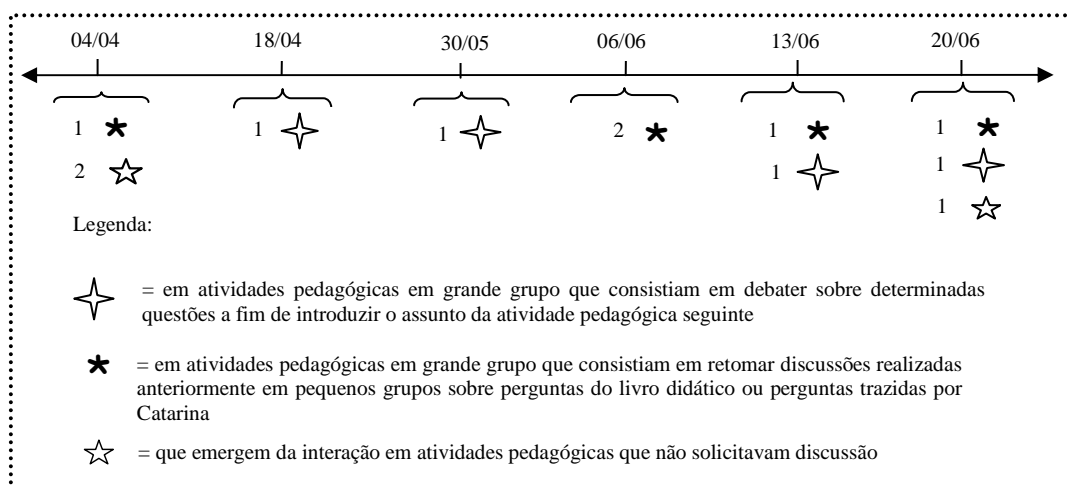 04/04 18/04 30/05 06/06 13/06 20/06
1 1 1 2 1 1
2 1 1
1
Legenda:
= em atividades pedagógicas em grande grupo que consistiam em debater sobre determinadas
questões a fim de introduzir o assunto da atividade pedagógica seguinte
= em atividades pedagógicas em grande grupo que consistiam em retomar discussões realizadas
anteriormente em pequenos grupos sobre perguntas do livro didático ou perguntas trazidas por
Catarina
= que emergem da interação em atividades pedagógicas que não solicitavam discussão